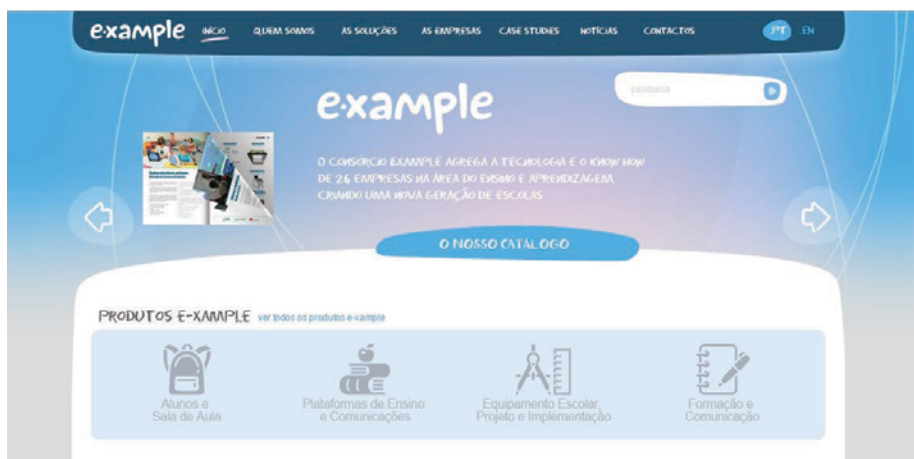 e·xample INÍCIO QUEM SOMOS AS SOLUÇÕES AS EMPRESAS CASE STUDIES NOTÍCIAS CONTACTOS .PT .EN
pesquisa
e·xample
O CONSÓRCIO EXAMPLE AGREGA A TECNOLOGIA E O KNOW HOW
DE 26 EMPRESAS NA ÁREA DO ENSINO E APRENDIZAGEM,
CRIANDO UMA NOVA GERAÇÃO DE ESCOLAS
O NOSSO CATÁLOGO
PRODUTOS E-XAMPLE ver todos os produtos e-xample
Alunos e
Sala de Aula
Plataformas de Ensino
e Comunicações
Equipamento Escolar,
Projeto e Implementação
Formação e
Comunicação